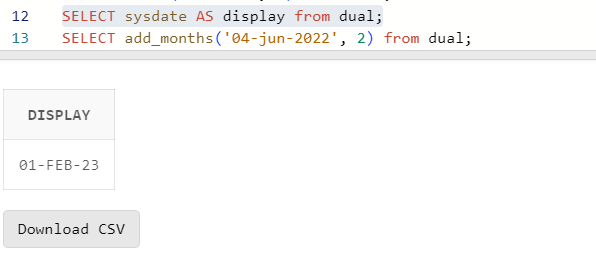 12 SELECT sysdate AS display from dual;
13 SELECT add_months('04-jun-2022', 2) from dual;
DISPLAY
01-FEB-23
Download CSV